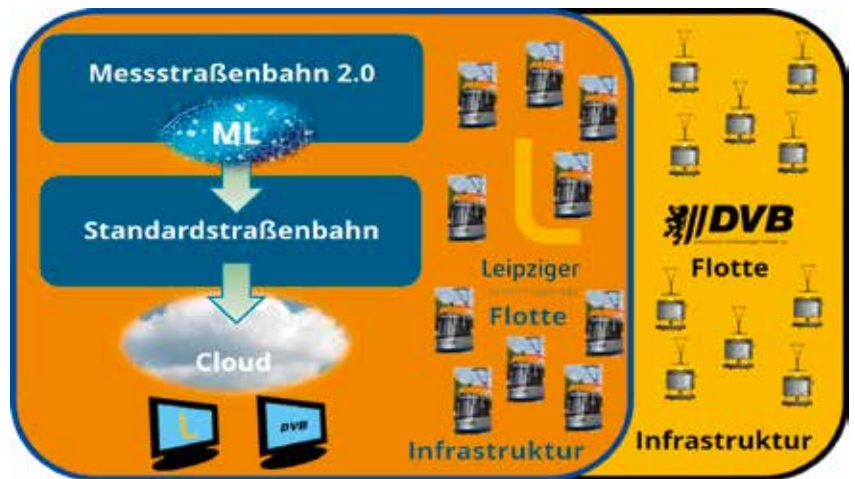 Messstraßenbahn 2.0
ML
Standardstraßenbahn
Cloud
DVB
Leipziger
Flotte
Infrastruktur
DVB
Flotte
Infrastruktur